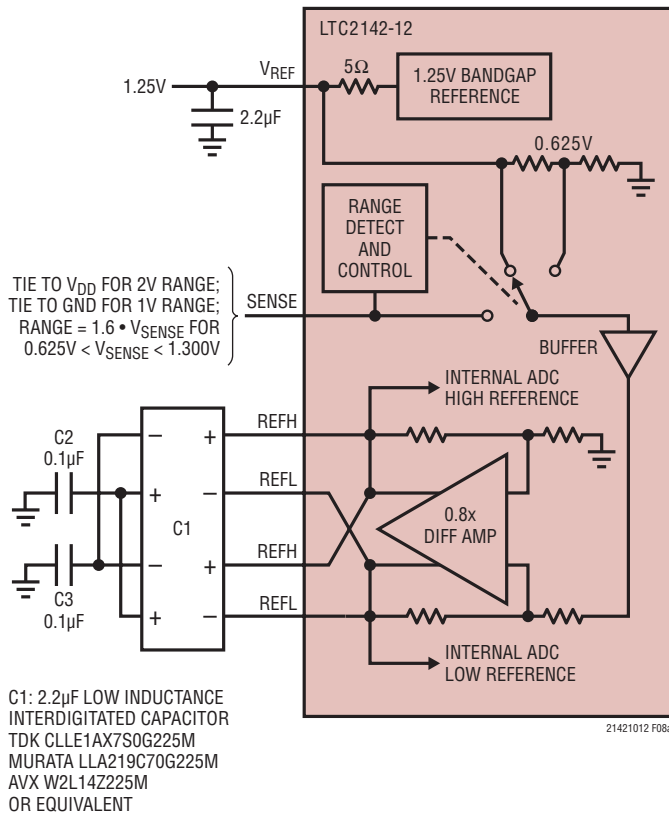 LTC2142-12
VREF
5Ω
1.25V BANDGAP
REFERENCE
1.25V
2.2µF
0.625V
RANGE
DETECT
AND
CONTROL
TIE TO VDD FOR 2V RANGE;
TIE TO GND FOR 1V RANGE;
RANGE = 1.6 • VSENSE FOR
0.625V < VSENSE < 1.300V
SENSE
BUFFER
INTERNAL ADC
HIGH REFERENCE
REFH
C2
0.1µF
–
+
REFL
+
–
0.8x
DIFF AMP
C1
REFH
–
+
C3
0.1µF
REFL
+
–
INTERNAL ADC
LOW REFERENCE
C1: 2.2µF LOW INDUCTANCE
INTERDIGITATED CAPACITOR
TDK CLLE1AX7S0G225M
MURATA LLA219C70G225M
AVX W2L14Z225M
OR EQUIVALENT
21421012 F08a